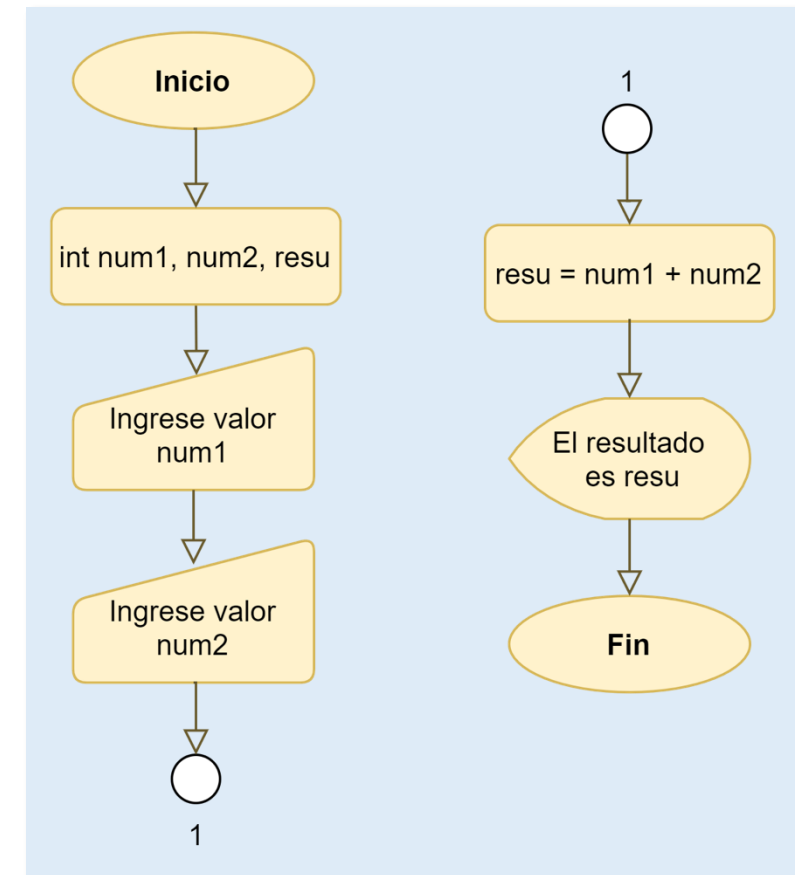 Inicio
int num1, num2, resu
Ingrese valor
num1
Ingrese valor
num2
1
1
resu = num1 + num2
El resultado
es resu
Fin